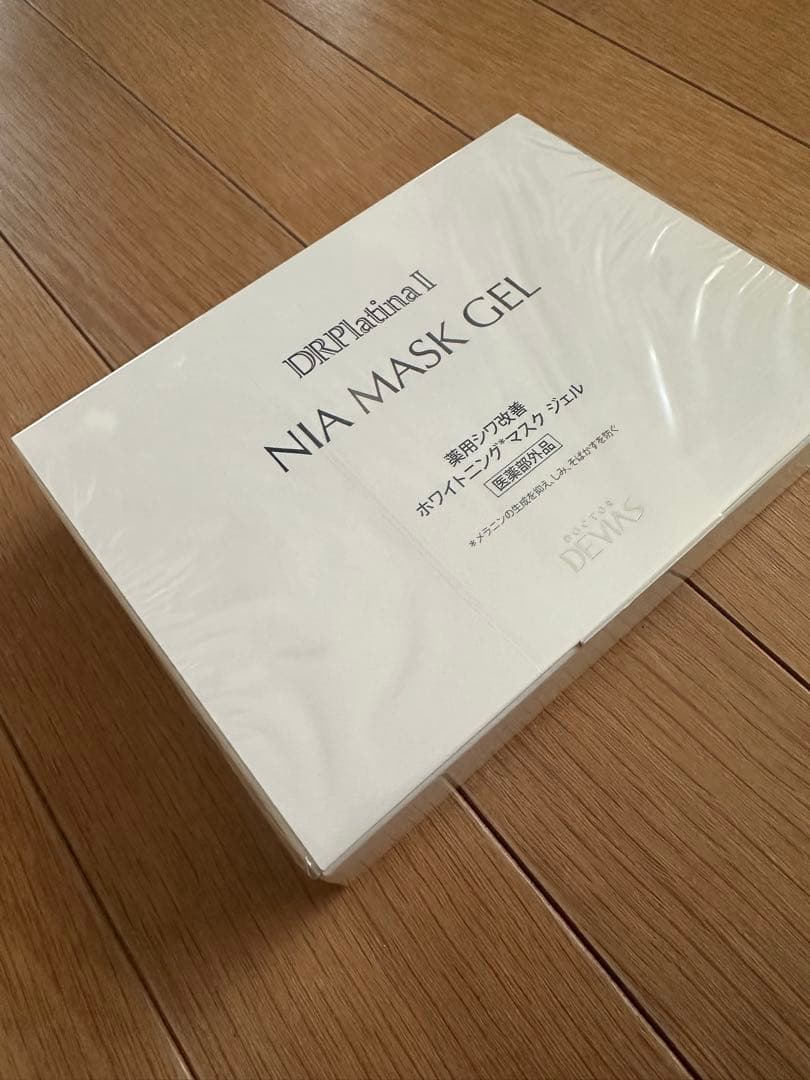 DRPlatina II
NIA MASK GEL
薬用シワ改善
ホワイトニング*マスク ジェル
医薬部外品
*メラニンの生成を抑え、しみ、そばかすを防ぐ
DOCTOR
DEVIAS